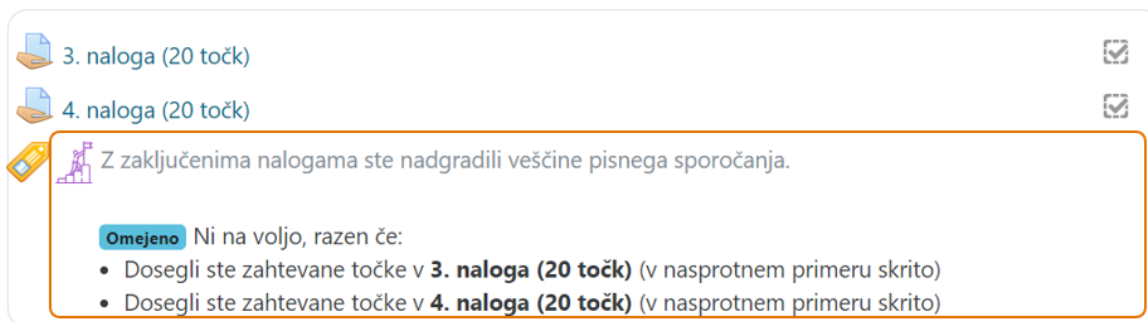 3. naloga (20 točk)
4. naloga (20 točk)
Z zaključenima nalogama ste nadgradili veščine pisnega sporočanja.
Omejeno Ni na voljo, razen če:
• Dosegli ste zahtevane točke v 3. naloga (20 točk) (v nasprotnem primeru skrito)
• Dosegli ste zahtevane točke v 4. naloga (20 točk) (v nasprotnem primeru skrito)